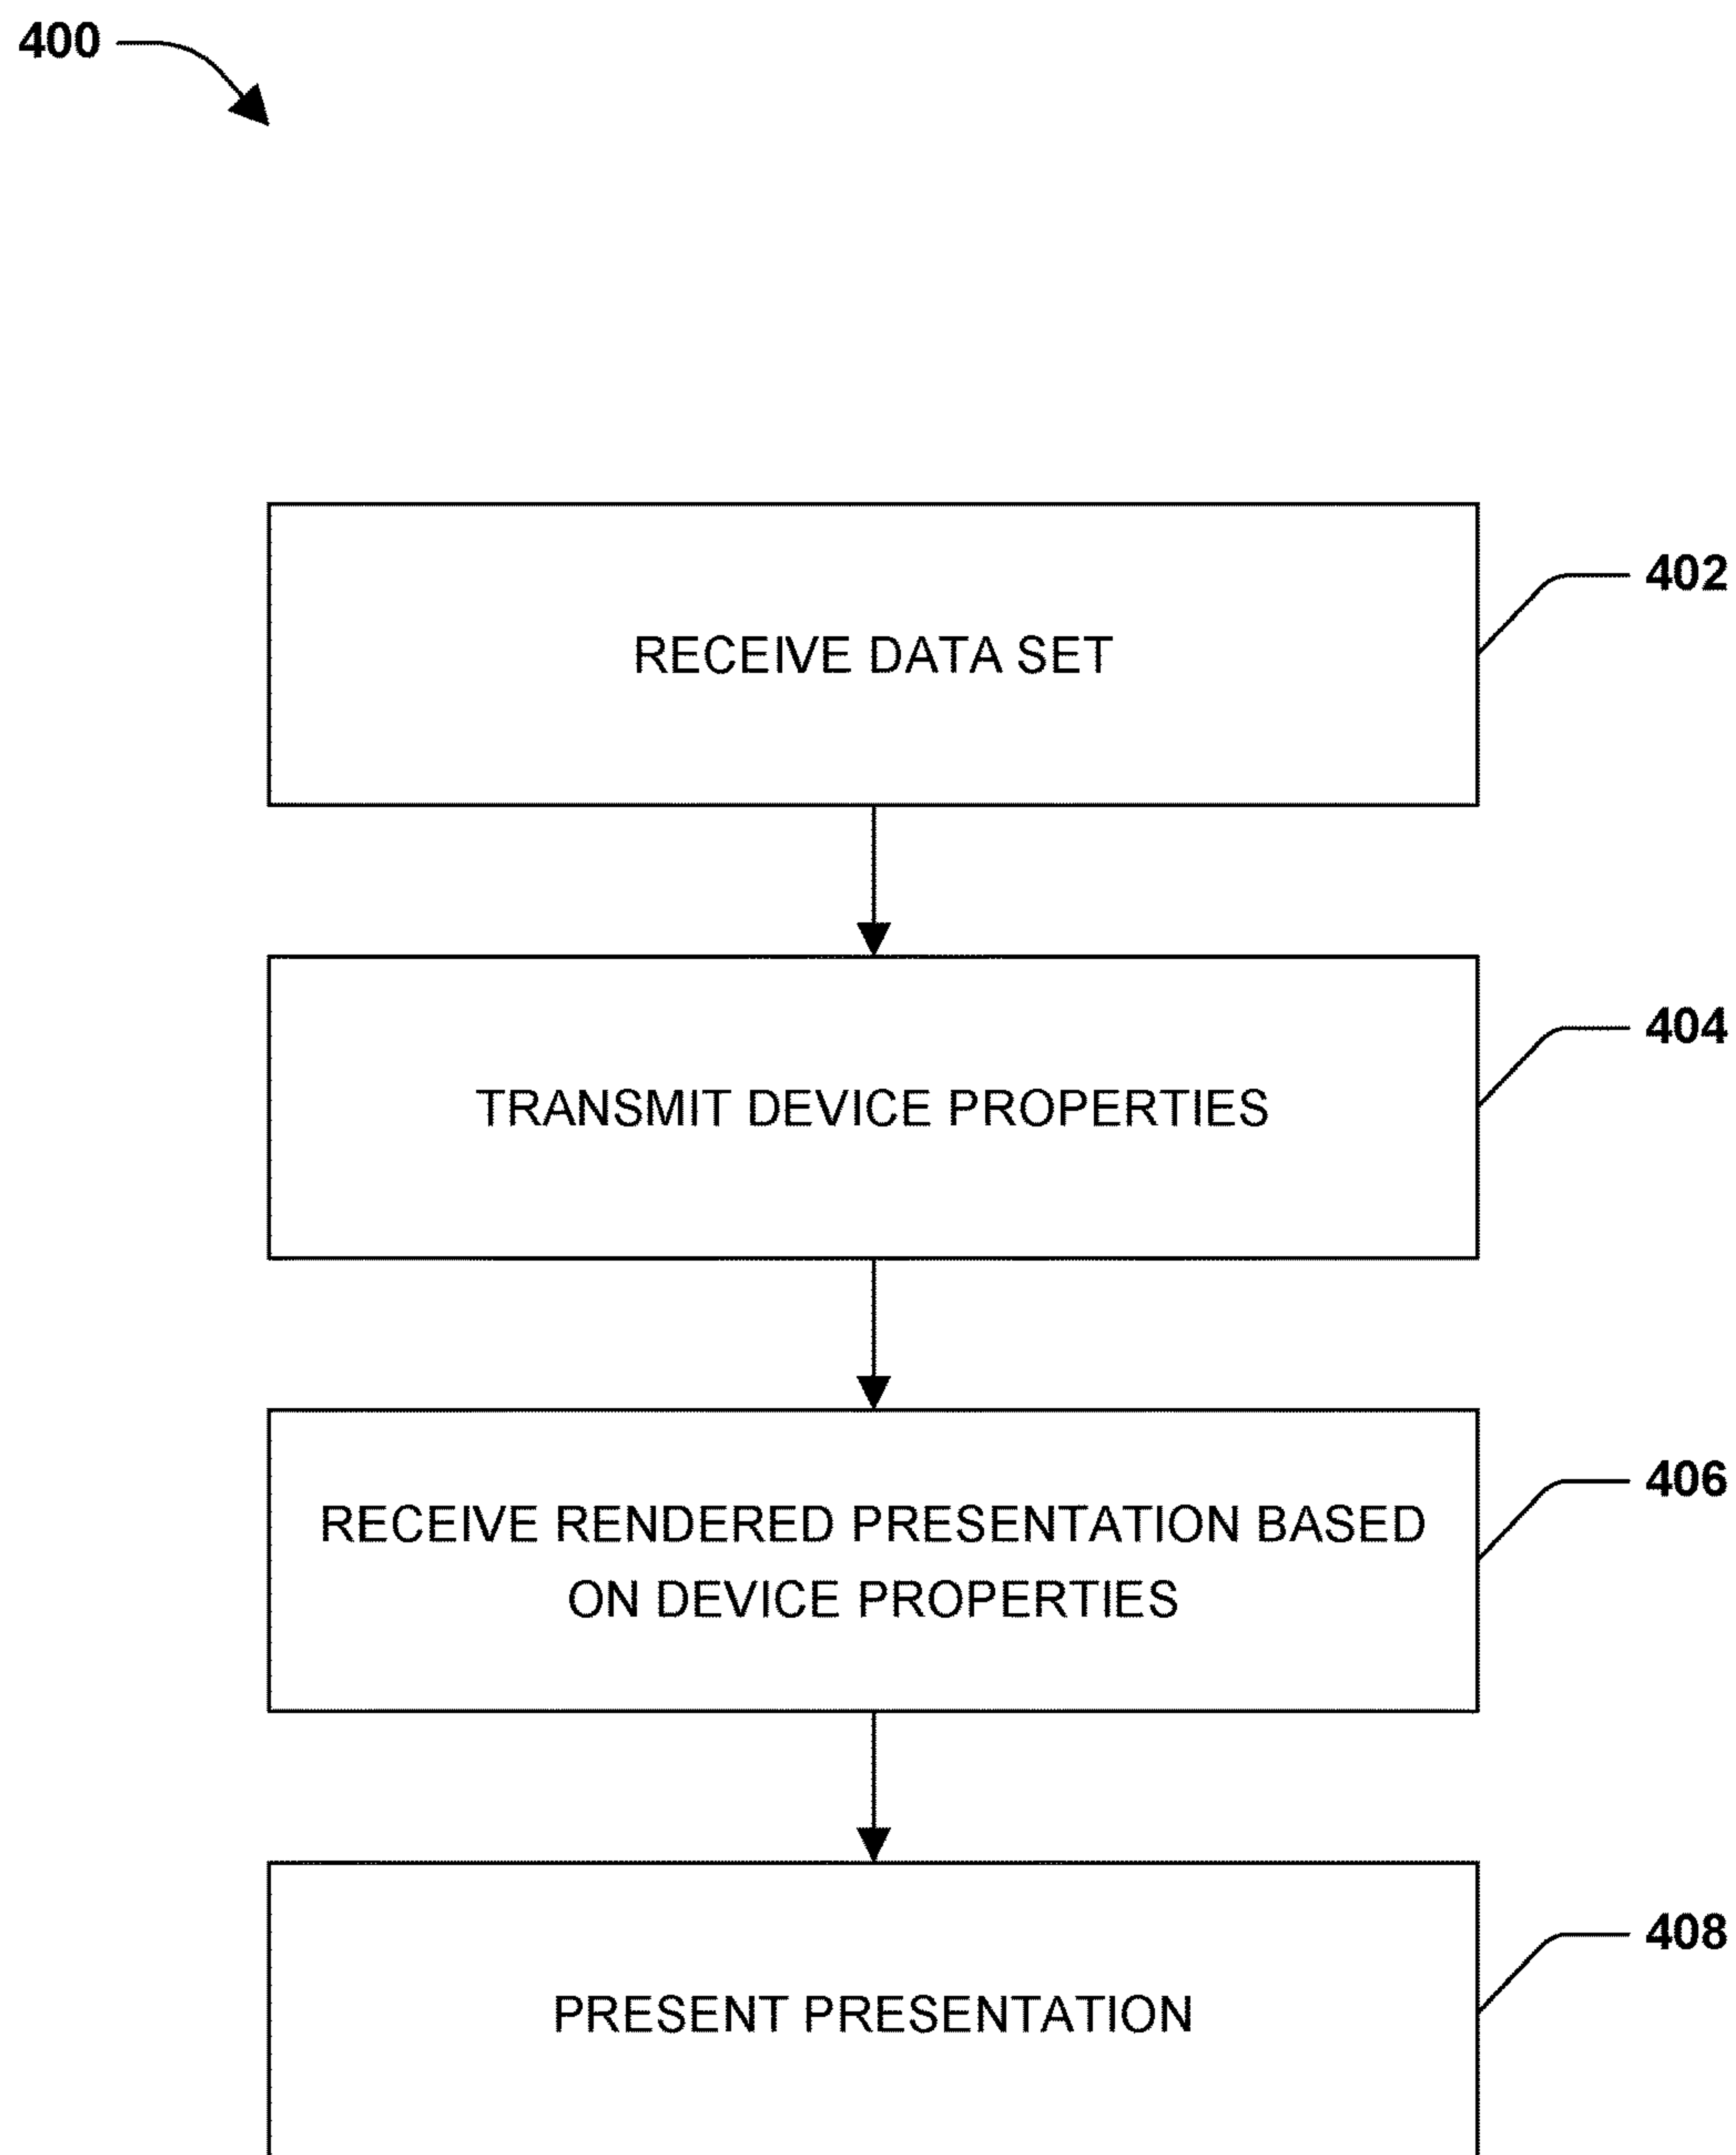 400
RECEIVE DATA SET
402
TRANSMIT DEVICE PROPERTIES
404
RECEIVE RENDERED PRESENTATION BASED
ON DEVICE PROPERTIES
406
PRESENT PRESENTATION
408